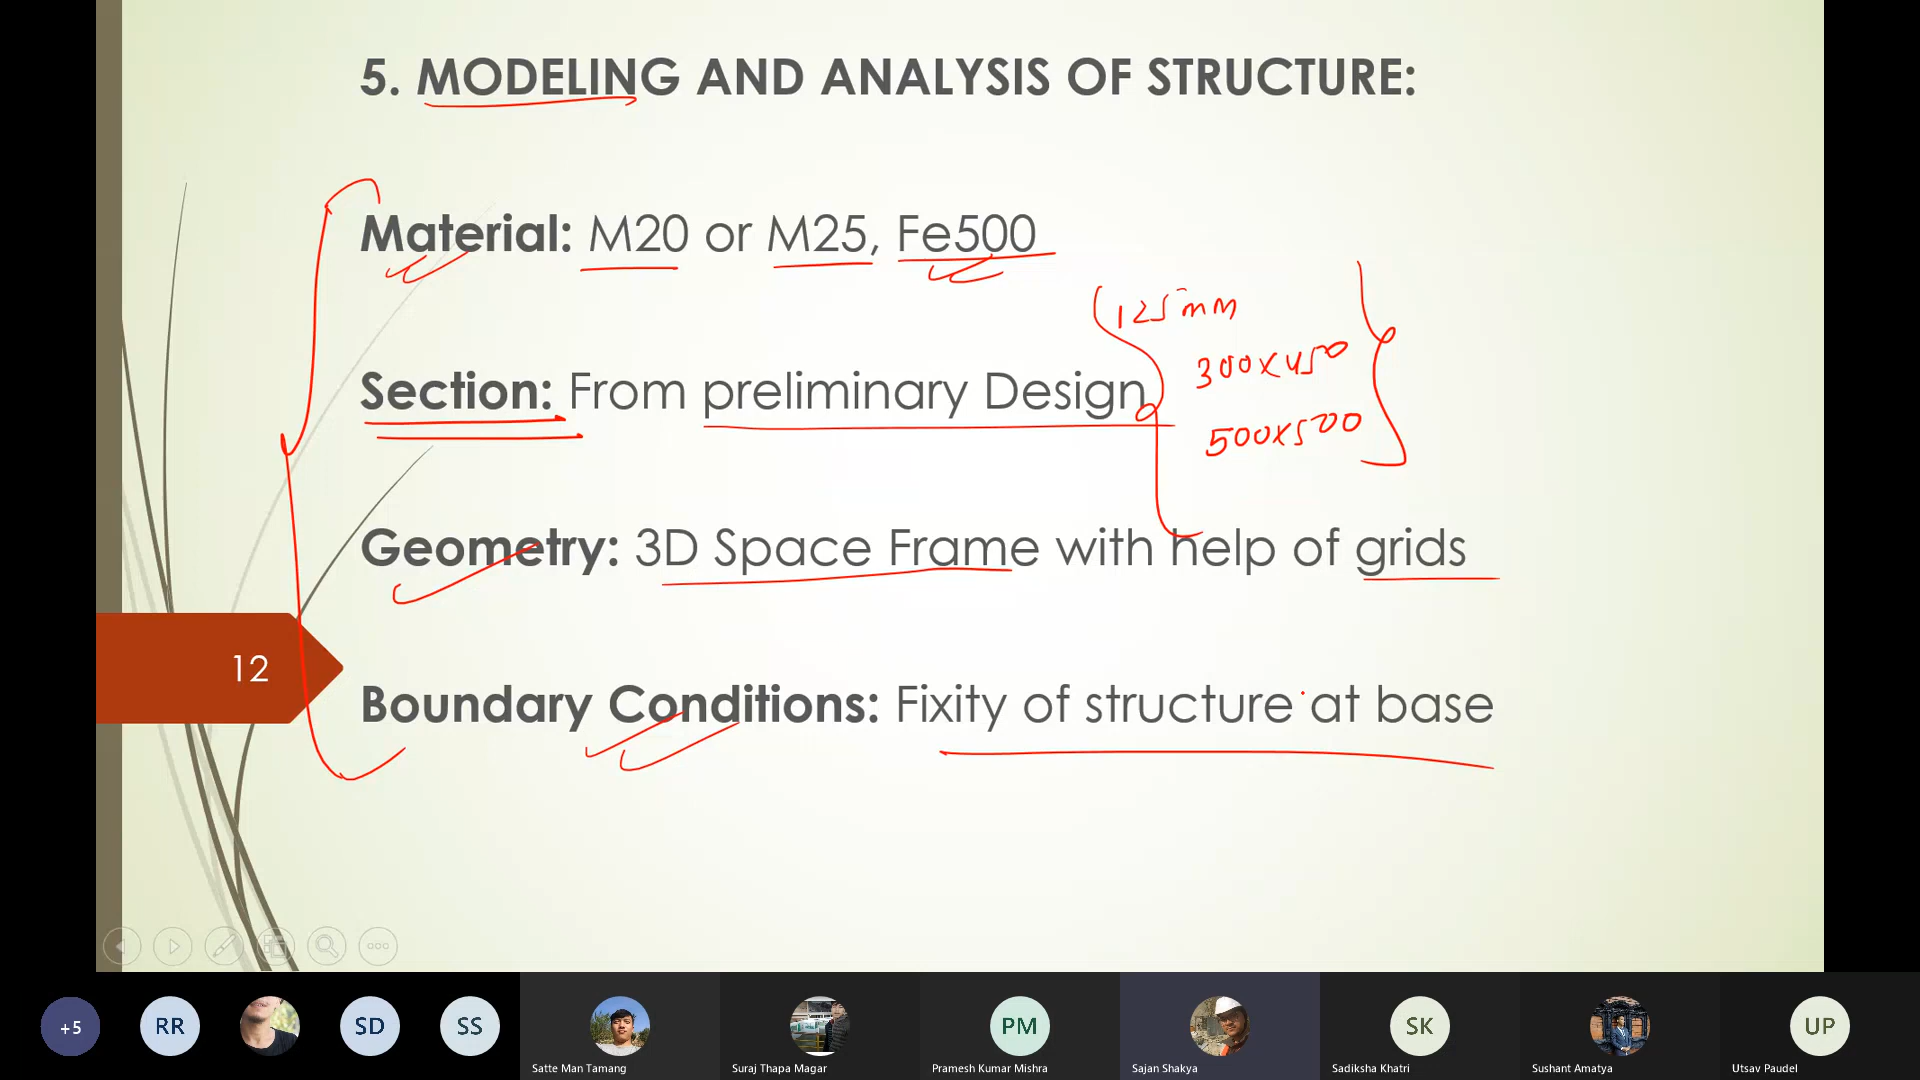 5. MODELING AND ANALYSIS OF STRUCTURE:
Material: M20 or M25, Fe500
125mm
300x450
Section: From preliminary Design
500x500
Geometry: 3D Space Frame with help of grids
12
Boundary Conditions: Fixity of structure at base
+5
RR
SD
SS
PM
SK
UP
Satte Man Tamang
Suraj Thapa Magar
Pramesh Kumar Mishra
Sajan Shakya
Sadiksha Khatri
Sushant Amatya
Utsav Paudel